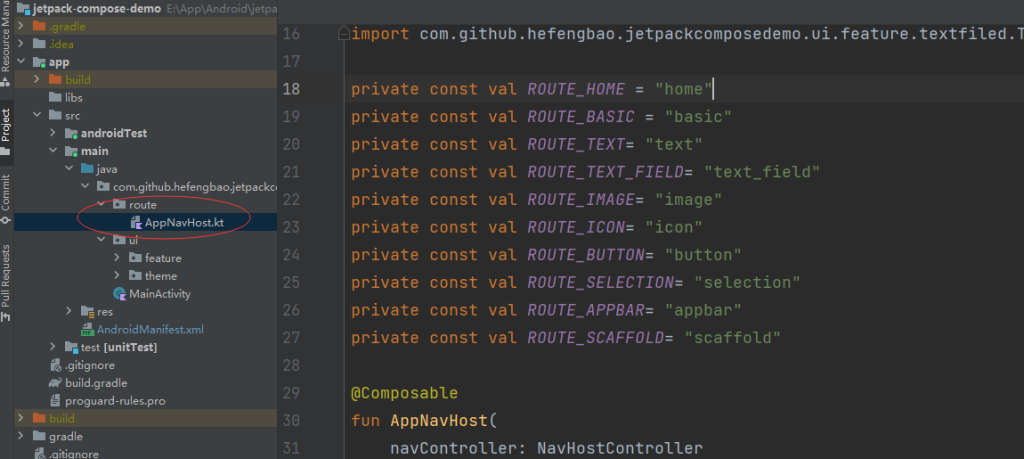 Resource Mana
Project
Commit
Pull Requests
jetpack-compose-demo E:\App\Android\jetpa
.gradle
.idea
app
build
libs
src
androidTest
main
java
com.github.hefengbao.jetpackco
route
AppNavHost.kt
ui
feature
theme
MainActivity
res
AndroidManifest.xml
test [unitTest]
.gitignore
build.gradle
proguard-rules.pro
build
gradle
.gitignore
16 import com.github.hefengbao.jetpackcomposedemo.ui.feature.textfiled.T
17
18 private const val ROUTE_HOME = "home"
19 private const val ROUTE_BASIC = "basic"
20 private const val ROUTE_TEXT= "text"
21 private const val ROUTE_TEXT_FIELD= "text_field"
22 private const val ROUTE_IMAGE= "image"
23 private const val ROUTE_ICON= "icon"
24 private const val ROUTE_BUTTON= "button"
25 private const val ROUTE_SELECTION= "selection"
26 private const val ROUTE_APPBAR= "appbar"
27 private const val ROUTE_SCAFFOLD= "scaffold"
28
29 @Composable
30 fun AppNavHost(
31 navController: NavHostController